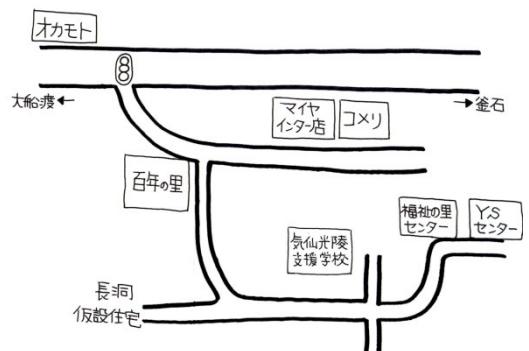 オカモト
大船渡←
→釜石
マイヤ
インター店
コメリ
百年の里
福祉の里
センター
Y.S
センター
気仙光陵
支援学校
長洞
仮設住宅